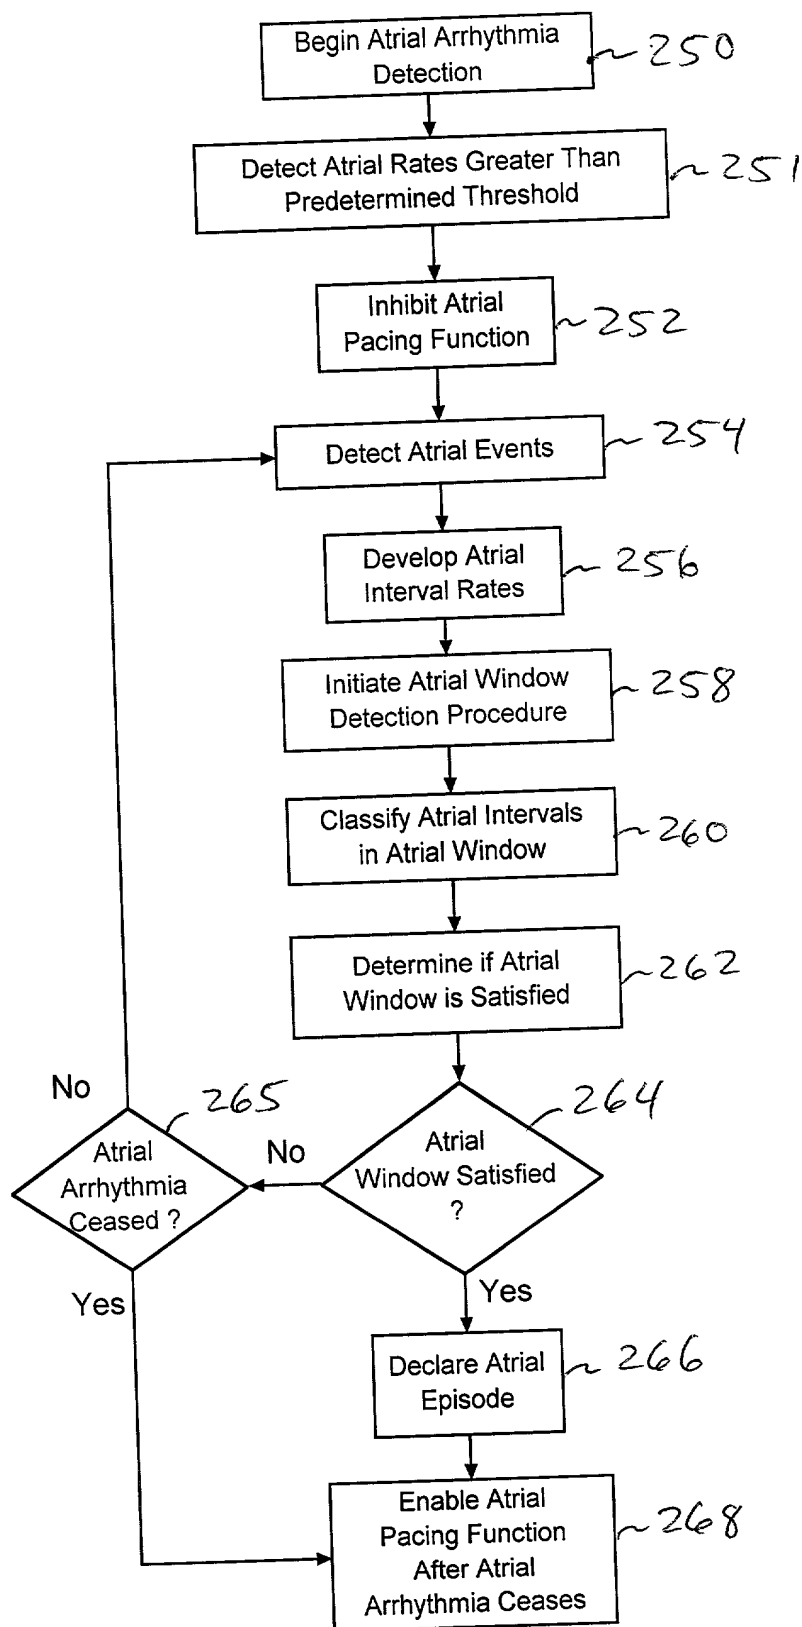 Begin Atrial Arrhythmia
Detection
250
Detect Atrial Rates Greater Than
Predetermined Threshold
251
Inhibit Atrial
Pacing Function
252
Detect Atrial Events
254
Develop Atrial
Interval Rates
256
Initiate Atrial Window
Detection Procedure
258
Classify Atrial Intervals
in Atrial Window
260
Determine if Atrial
Window is Satisfied
262
No
265
Atrial
Arrhythmia
Ceased ?
No
264
Atrial
Window Satisfied
?
Yes
Yes
Declare Atrial
Episode
266
Enable Atrial
Pacing Function
After Atrial
Arrhythmia Ceases
268